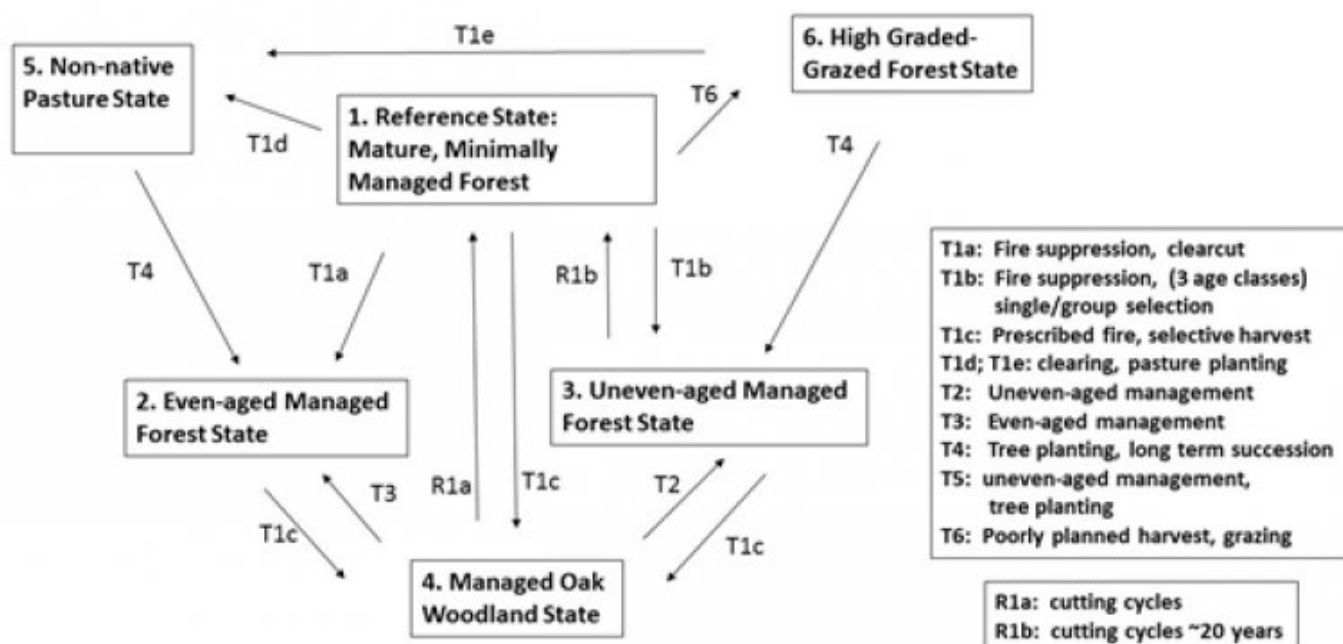 T1e
6. High Graded-
Grazed Forest State
5. Non-native
Pasture State
T6
1. Reference State:
Mature, Minimally
Managed Forest
T1d
T4
T4
T1a
R1b
T1b
T1a: Fire suppression, clearcut
T1b: Fire suppression, (3 age classes)
single/group selection
T1c: Prescribed fire, selective harvest
T1d; T1e: clearing, pasture planting
T2: Uneven-aged management
T3: Even-aged management
T4: Tree planting, long term succession
T5: uneven-aged management,
tree planting
T6: Poorly planned harvest, grazing
2. Even-aged Managed
Forest State
3. Uneven-aged Managed
Forest State
T3
R1a
T1c
T2
T1c
T1c
4. Managed Oak
Woodland State
R1a: cutting cycles
R1b: cutting cycles ~20 years